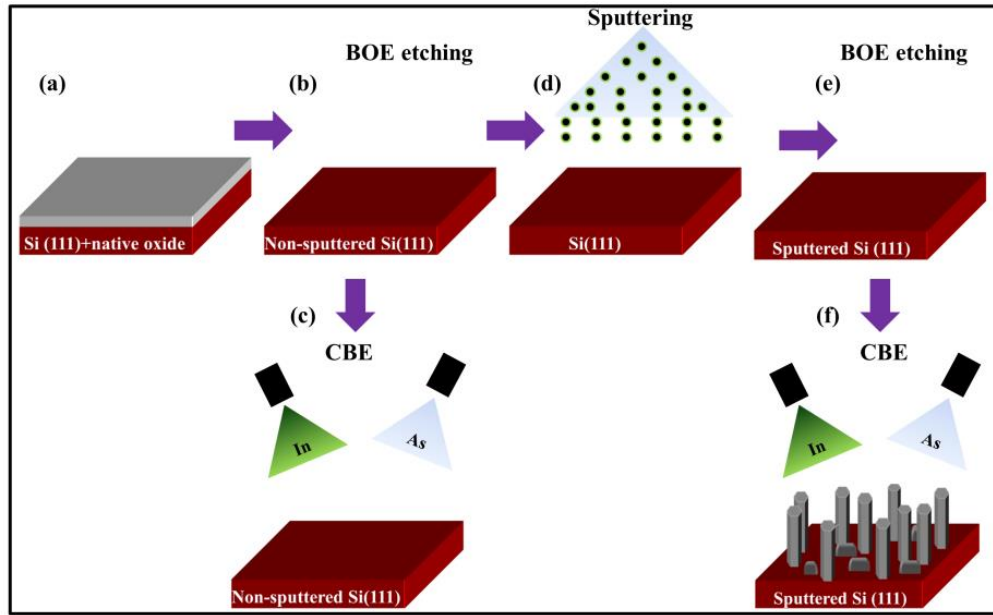 Sputtering
BOE etching
BOE etching
(a)
(b)
(d)
(e)
Si (111)+native oxide
Non-sputtered Si(111)
Si(111)
Sputtered Si (111)
(c)
(f)
CBE
CBE
In
As
In
As
Non-sputtered Si(111)
Sputtered Si (111)